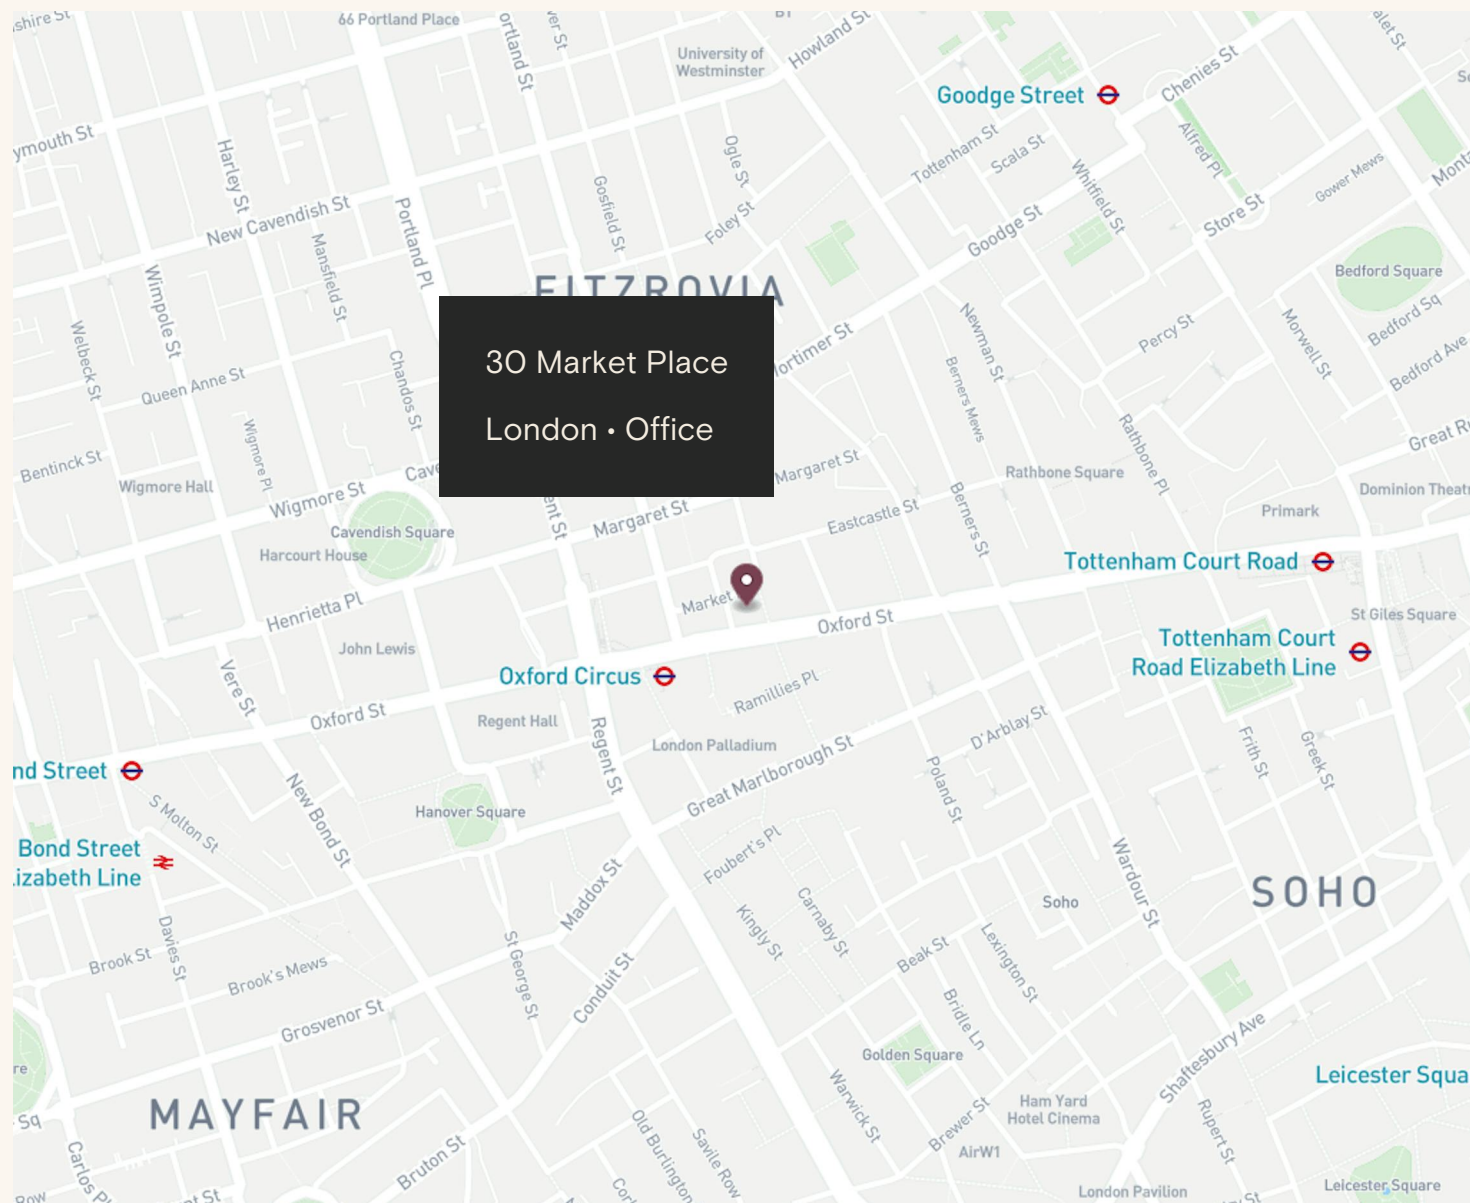 66 Portland Place
University of
Westminster
Howland St
Goodge Street
Chenies St
Tottenham St
Scala St
Alfred Pl
Whitfield St
Gower Mews
Store St
Goodge St
Harley St
Ogle St
Gosfield St
Foley St
New Cavendish St
Portland Pl
Mansfield St
Wimpole St
Bedford Square
Bedford Sq
Bedford Ave
Morwell St
Percy St
Newman St
FITZROVIA
30 Market Place
London • Office
Welbeck St
Queen Anne St
Chandos St
Berners Mews
Rathbone Pl
Wigmore Pl
Bentinck St
Wigmore Hall
Wigmore St
Margaret St
Rathbone Square
Primark
Cavendish Square
Harcourt House
Margaret St
Eastcastle St
Berners St
Tottenham Court Road
Henrietta Pl
Market
Oxford St
St Giles Square
Tottenham Court
Road Elizabeth Line
John Lewis
Vere St
Oxford Circus
Ramillies Pl
Oxford St
Regent Hall
Regent St
London Palladium
D'Arblay St
Frith St
Greek St
Great Marlborough St
Poland St
nd Street
S Molton St
New Bond St
Hanover Square
Bond Street
lizabeth Line
Foubert's Pl
Maddox St
Wardour St
SOHO
Soho
Carnaby St
Kingly St
Davies St
Brook St
Brook's Mews
St George St
Conduit St
Beak St
Lexington St
Bridle Ln
Grosvenor St
Golden Square
Shaftesbury Ave
Leicester Squa
MAYFAIR
Warwick St
Ham Yard
Hotel Cinema
Brewer St
AirW1
Rupert St
Old Burlington
Savile Row
Bruton St
London Pavilion
Leicester Square